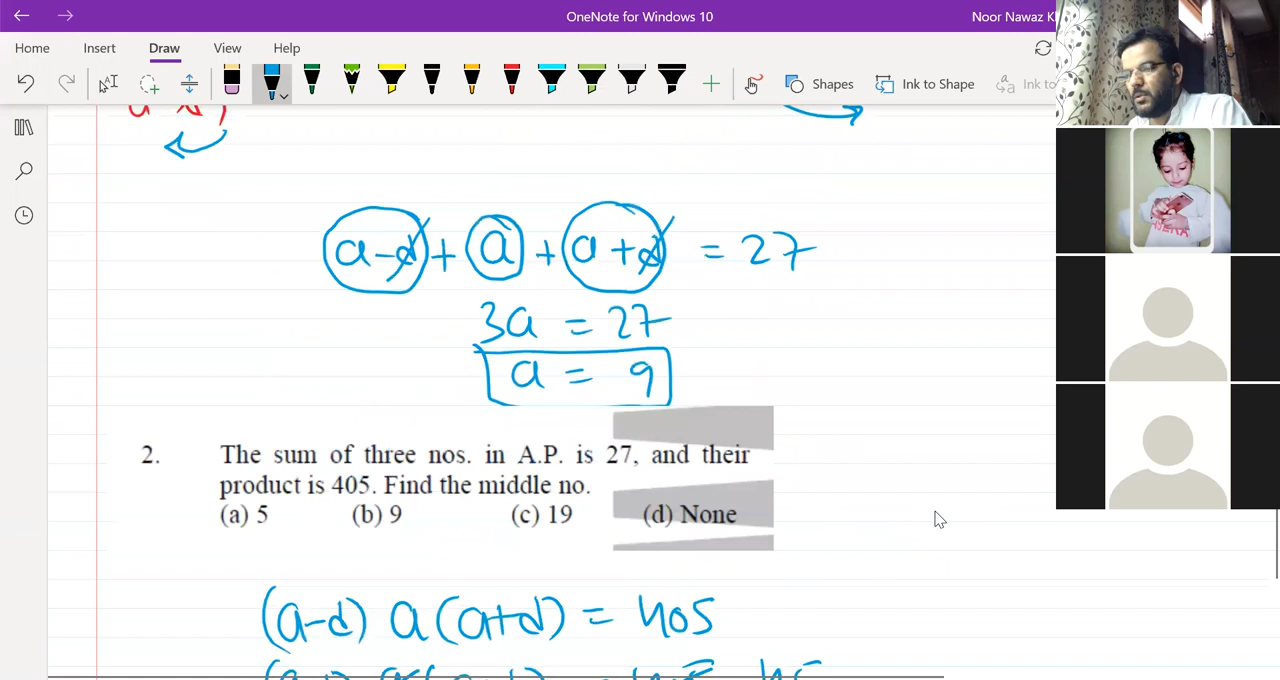 OneNote for Windows 10
Noor Nawaz
Home Insert Draw View Help
Shapes Ink to Shape Ink to
a-d + a + a+d = 27
3a = 27
a = 9
2. The sum of three nos. in A.P. is 27, and their
product is 405. Find the middle no.
(a) 5 (b) 9 (c) 19 (d) None
(a-d) a (a+d) = 405